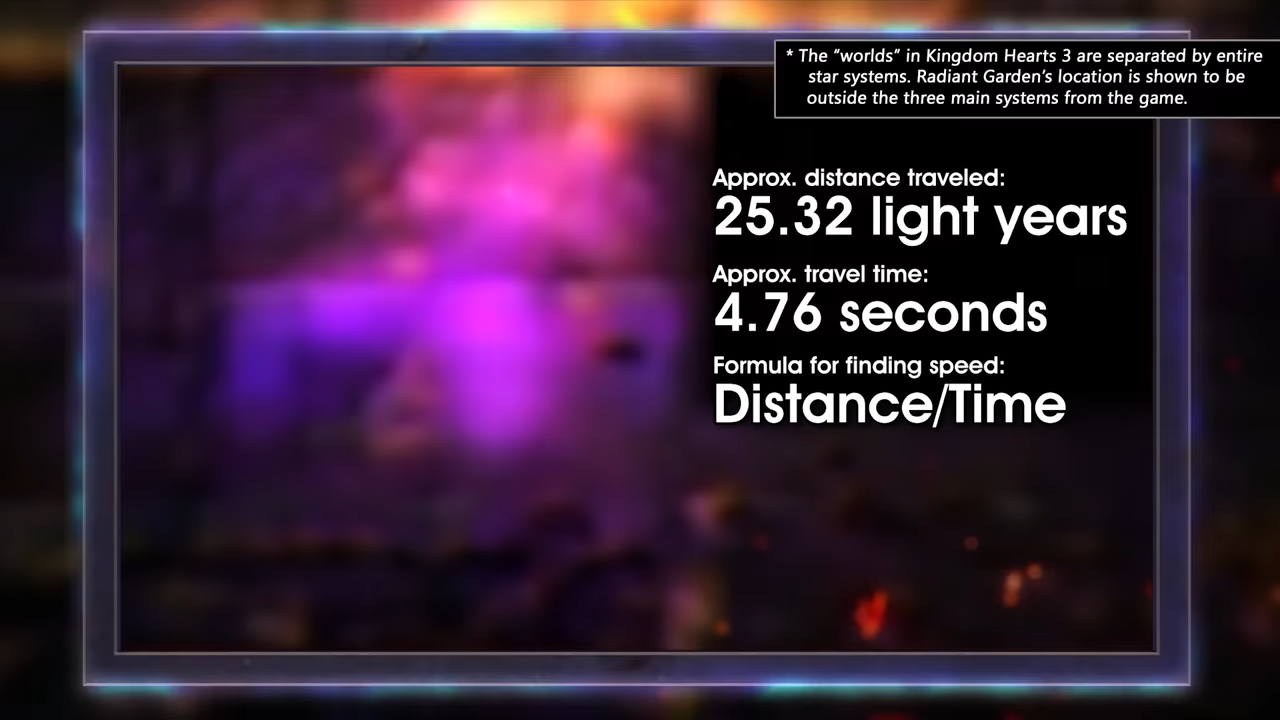 * The “worlds” in Kingdom Hearts 3 are separated by entire
star systems. Radiant Garden’s location is shown to be
outside the three main systems from the game.
Approx. distance traveled:
25.32 light years
Approx. travel time:
4.76 seconds
Formula for finding speed:
Distance/Time